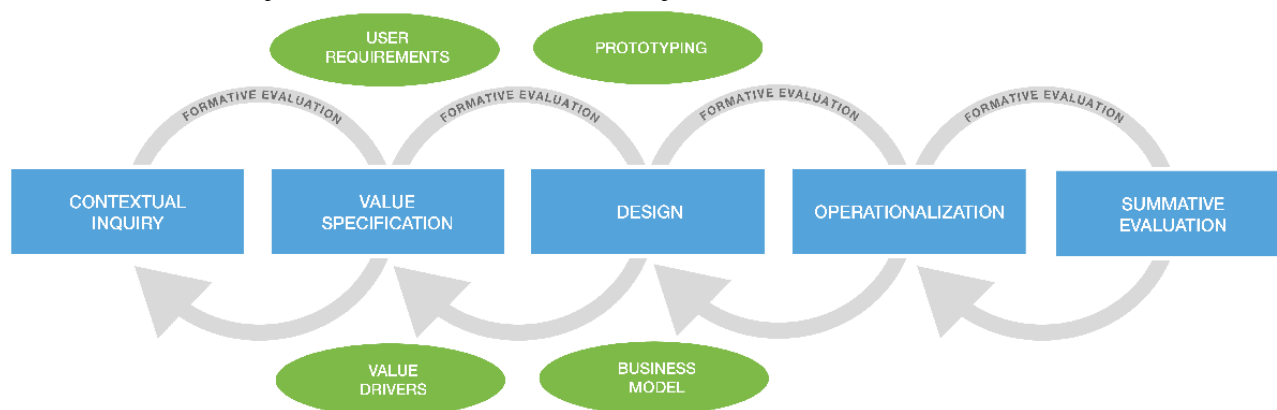 USER
REQUIREMENTS
PROTOTYPING
FORMATIVE EVALUATION
FORMATIVE EVALUATION
FORMATIVE EVALUATION
FORMATIVE EVALUATION
CONTEXTUAL
INQUIRY
VALUE
SPECIFICATION
DESIGN
OPERATIONALIZATION
SUMMATIVE
EVALUATION
VALUE
DRIVERS
BUSINESS
MODEL